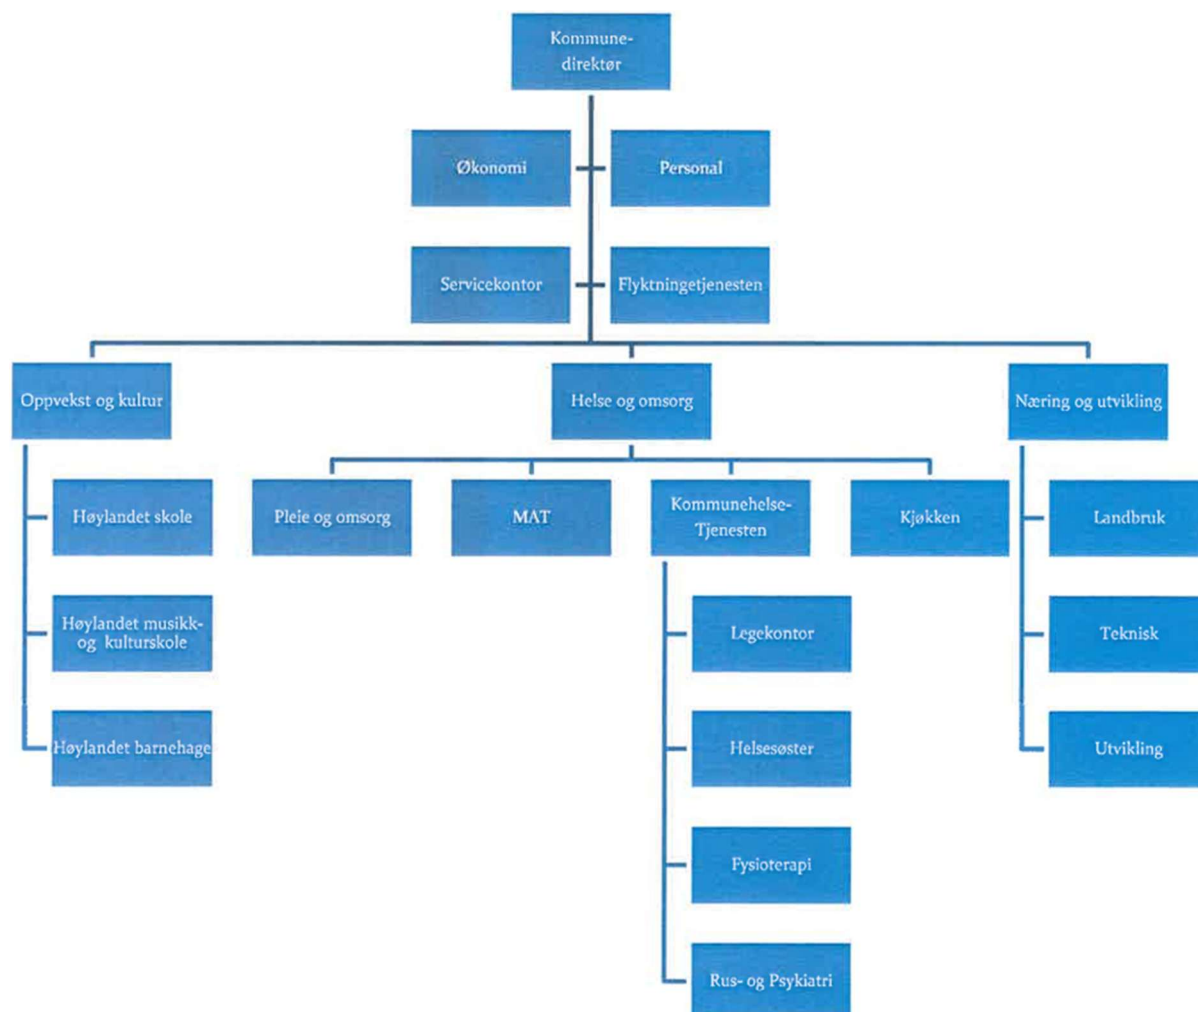 Kommune-
direktør
Økonomi
Personal
Servicekontor
Flyktningetjenesten
Oppvekst og kultur
Helse og omsorg
Næring og utvikling
Høylandet skole
Høylandet musikk-
og kulturskole
Høylandet barnehage
Pleie og omsorg
MAT
Kommunehelse-
Tjenesten
Kjøkken
Legekontor
Helsesøster
Fysioterapi
Rus- og Psykiatri
Landbruk
Teknisk
Utvikling